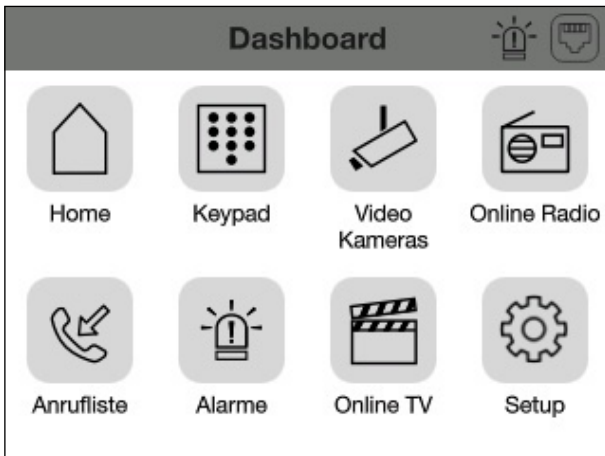 Dashboard
Home
Keypad
Video
Kameras
Online Radio
Anrufliste
Alarme
Online TV
Setup